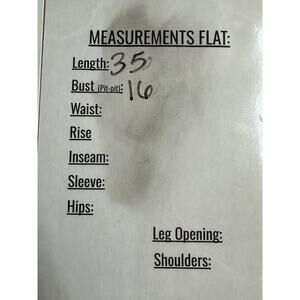 MEASUREMENTS FLAT:
Length: 35
Bust (Pit-pit): 16
Waist:
Rise
Inseam:
Sleeve:
Hips:
Leg Opening:
Shoulders: